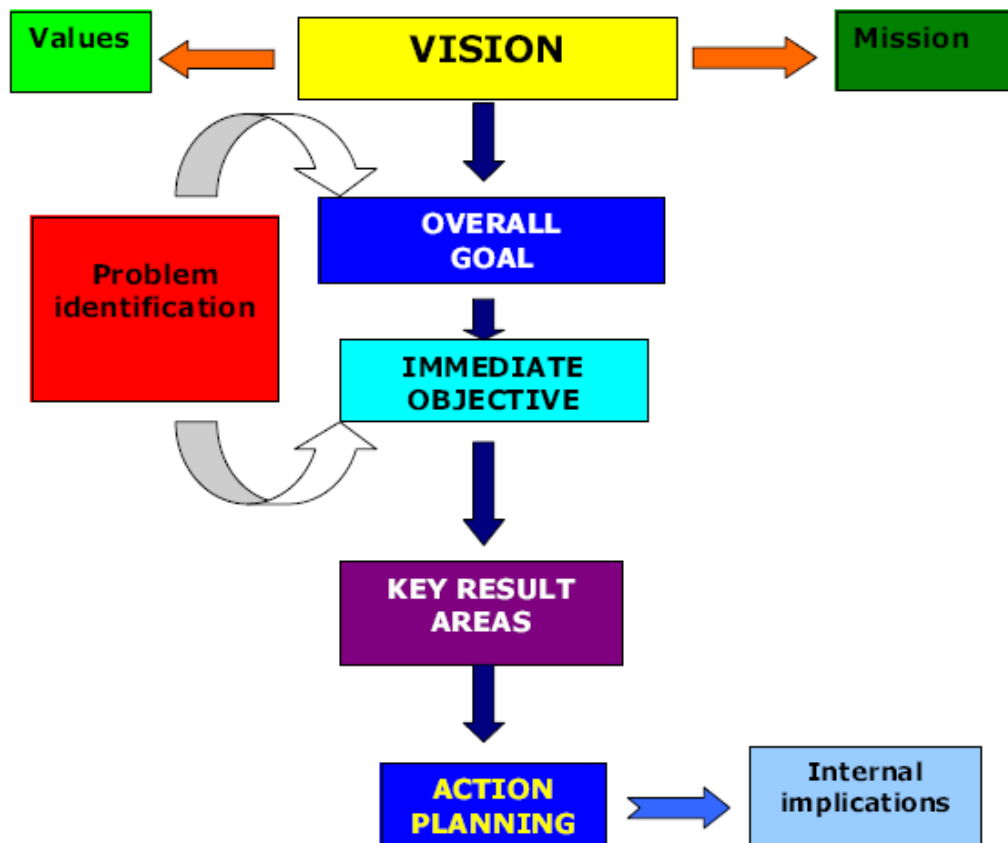 Values
VISION
Mission
OVERALL
GOAL
Problem
identification
IMMEDIATE
OBJECTIVE
KEY RESULT
AREAS
ACTION
PLANNING
Internal
implications